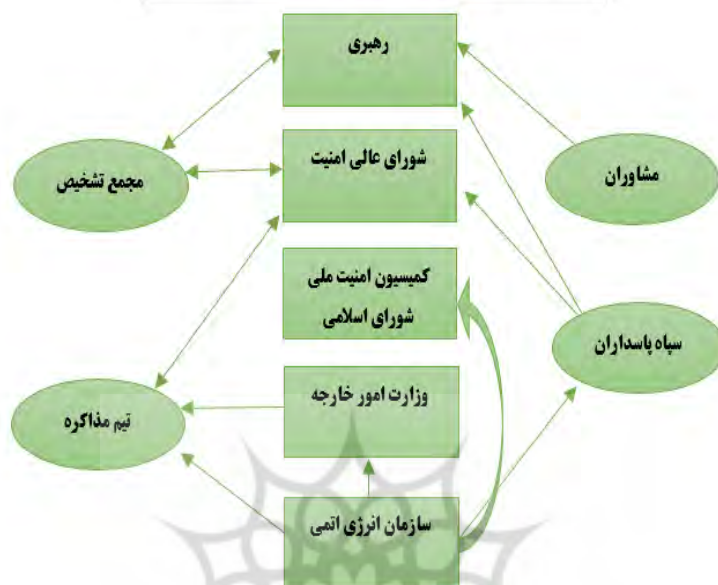 رهبری
شورای عالی امنیت
مجمع تشخیص
مشاوران
کمیسیون امنیت ملی
شورای اسلامی
سپاه پاسداران
وزارت امور خارجه
تیم مذاکره
سازمان انرژی اتمی